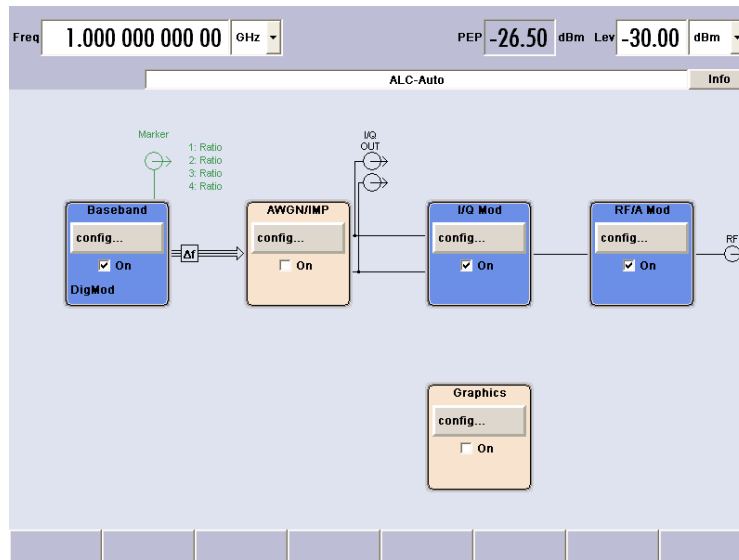 Freq 1.000 000 000 00 GHz PEP -26.50 dBm Lev -30.00 dBm
ALC-Auto Info
Marker
1: Ratio
2: Ratio
3: Ratio
4: Ratio
I/Q
OUT
Baseband AWGN/IMP I/Q Mod RF/A Mod
config... config... config... config...
RF
Δf
On On On On
DigMod
Graphics
config...
On